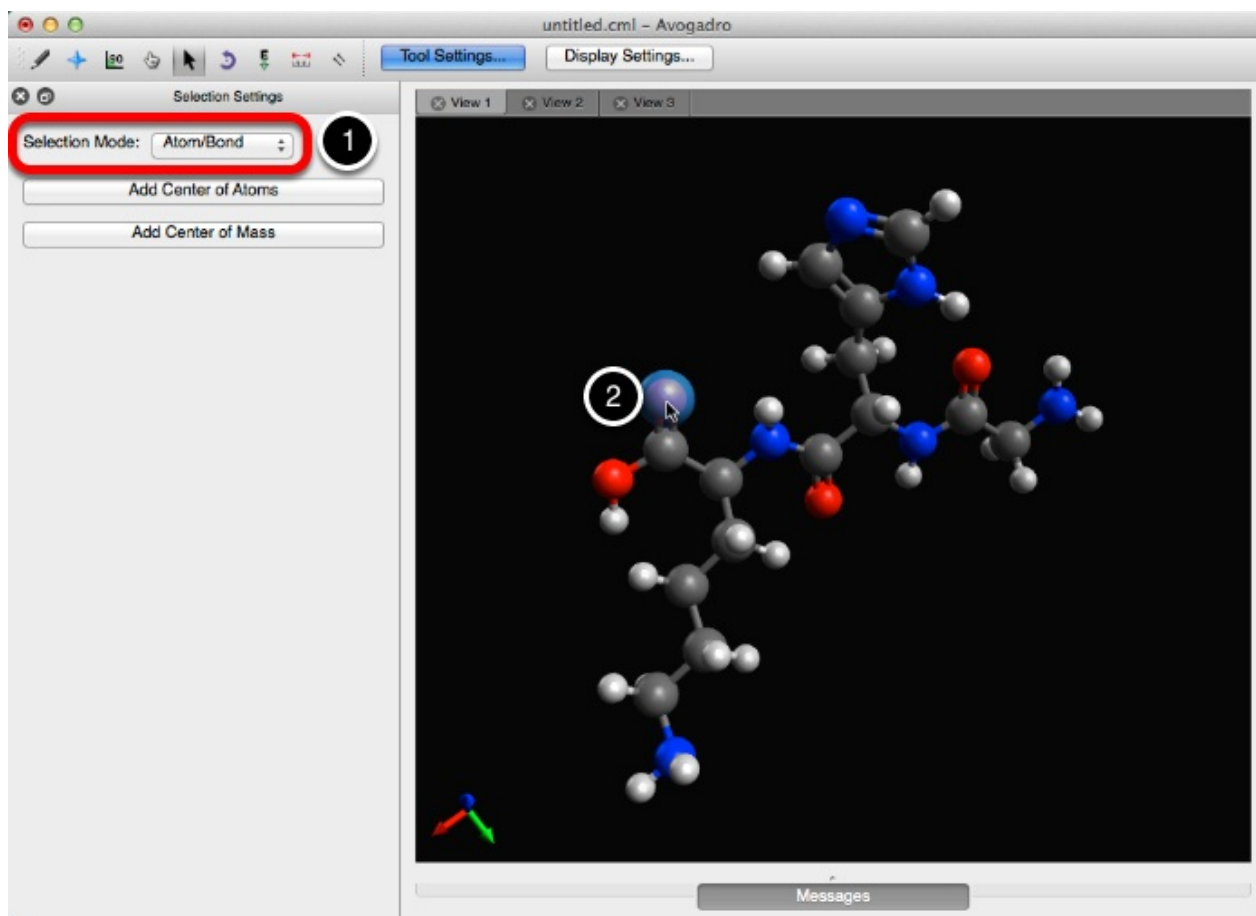 untitled.cml - Avogadro
Tool Settings...
Display Settings...
Selection Settings
View 1
View 2
View 3
Selection Mode:
Atom/Bond
1
Add Center of Atoms
Add Center of Mass
2
Messages